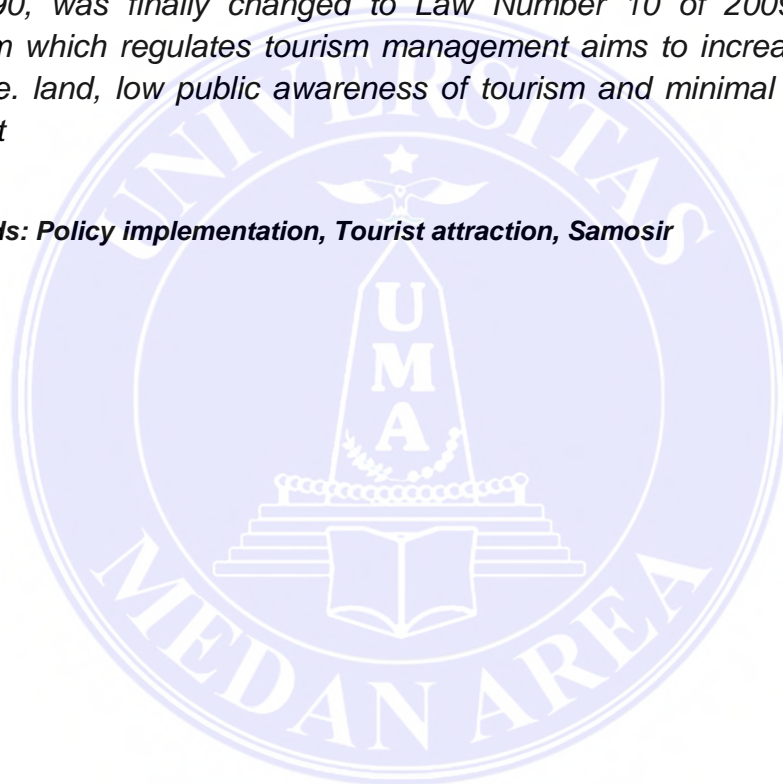 90, was finally changed to Law Number 10 of 2009
m which regulates tourism management aims to increa
e. land, low public awareness of tourism and minimal
t
ds: Policy implementation, Tourist attraction, Samosir
UNIVERSITAS
U
M
A
MEDAN AREA